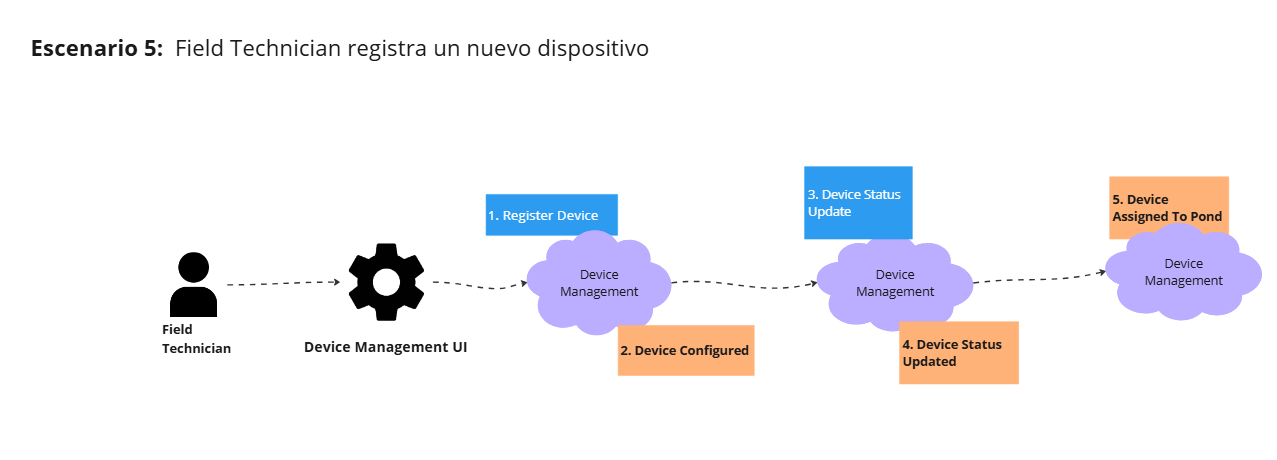 Escenario 5: Field Technician registra un nuevo dispositivo
Field
Technician
Device Management UI
1. Register Device
Device
Management
2. Device Configured
3. Device Status
Update
Device
Management
4. Device Status
Updated
5. Device
Assigned To Pond
Device
Management